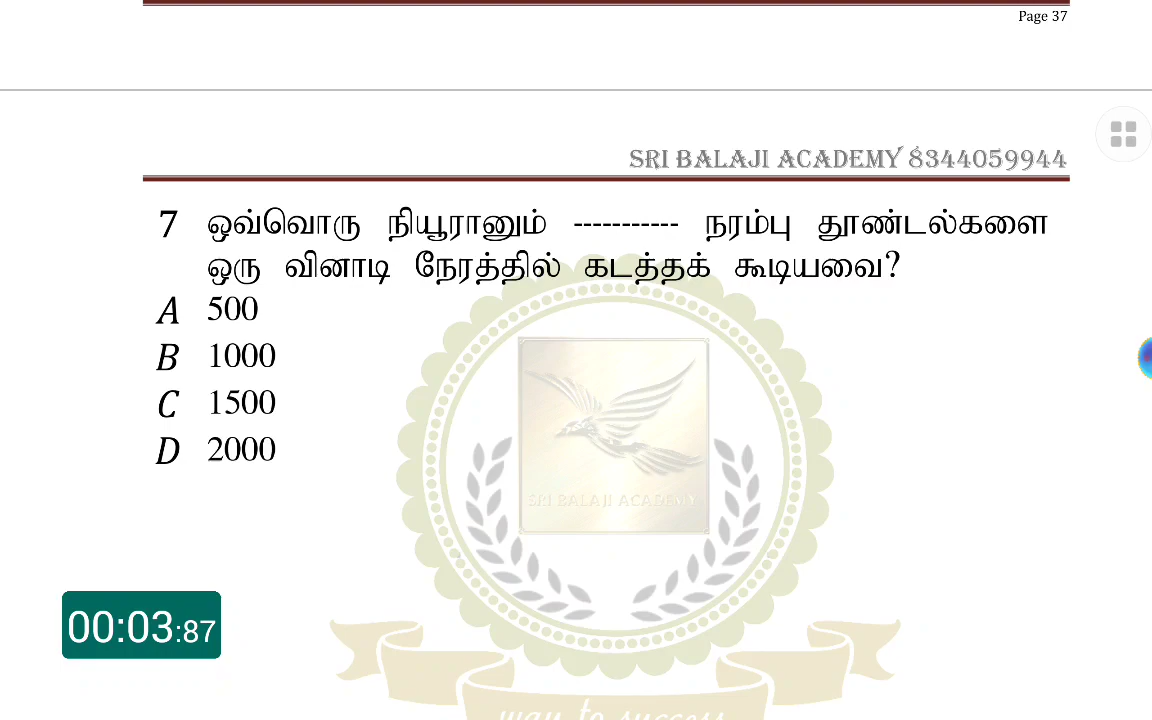 Page 37
SRI BALAJI ACADEMY 8344059944
7 ஒவ்வொரு நியூரானும் ----------- நரம்பு தூண்டல்களை
ஒரு வினாடி நேரத்தில் கடத்தக் கூடியவை?
A 500
B 1000
C 1500
D 2000
SRI BALAJI ACADEMY
00:03:87
way to success